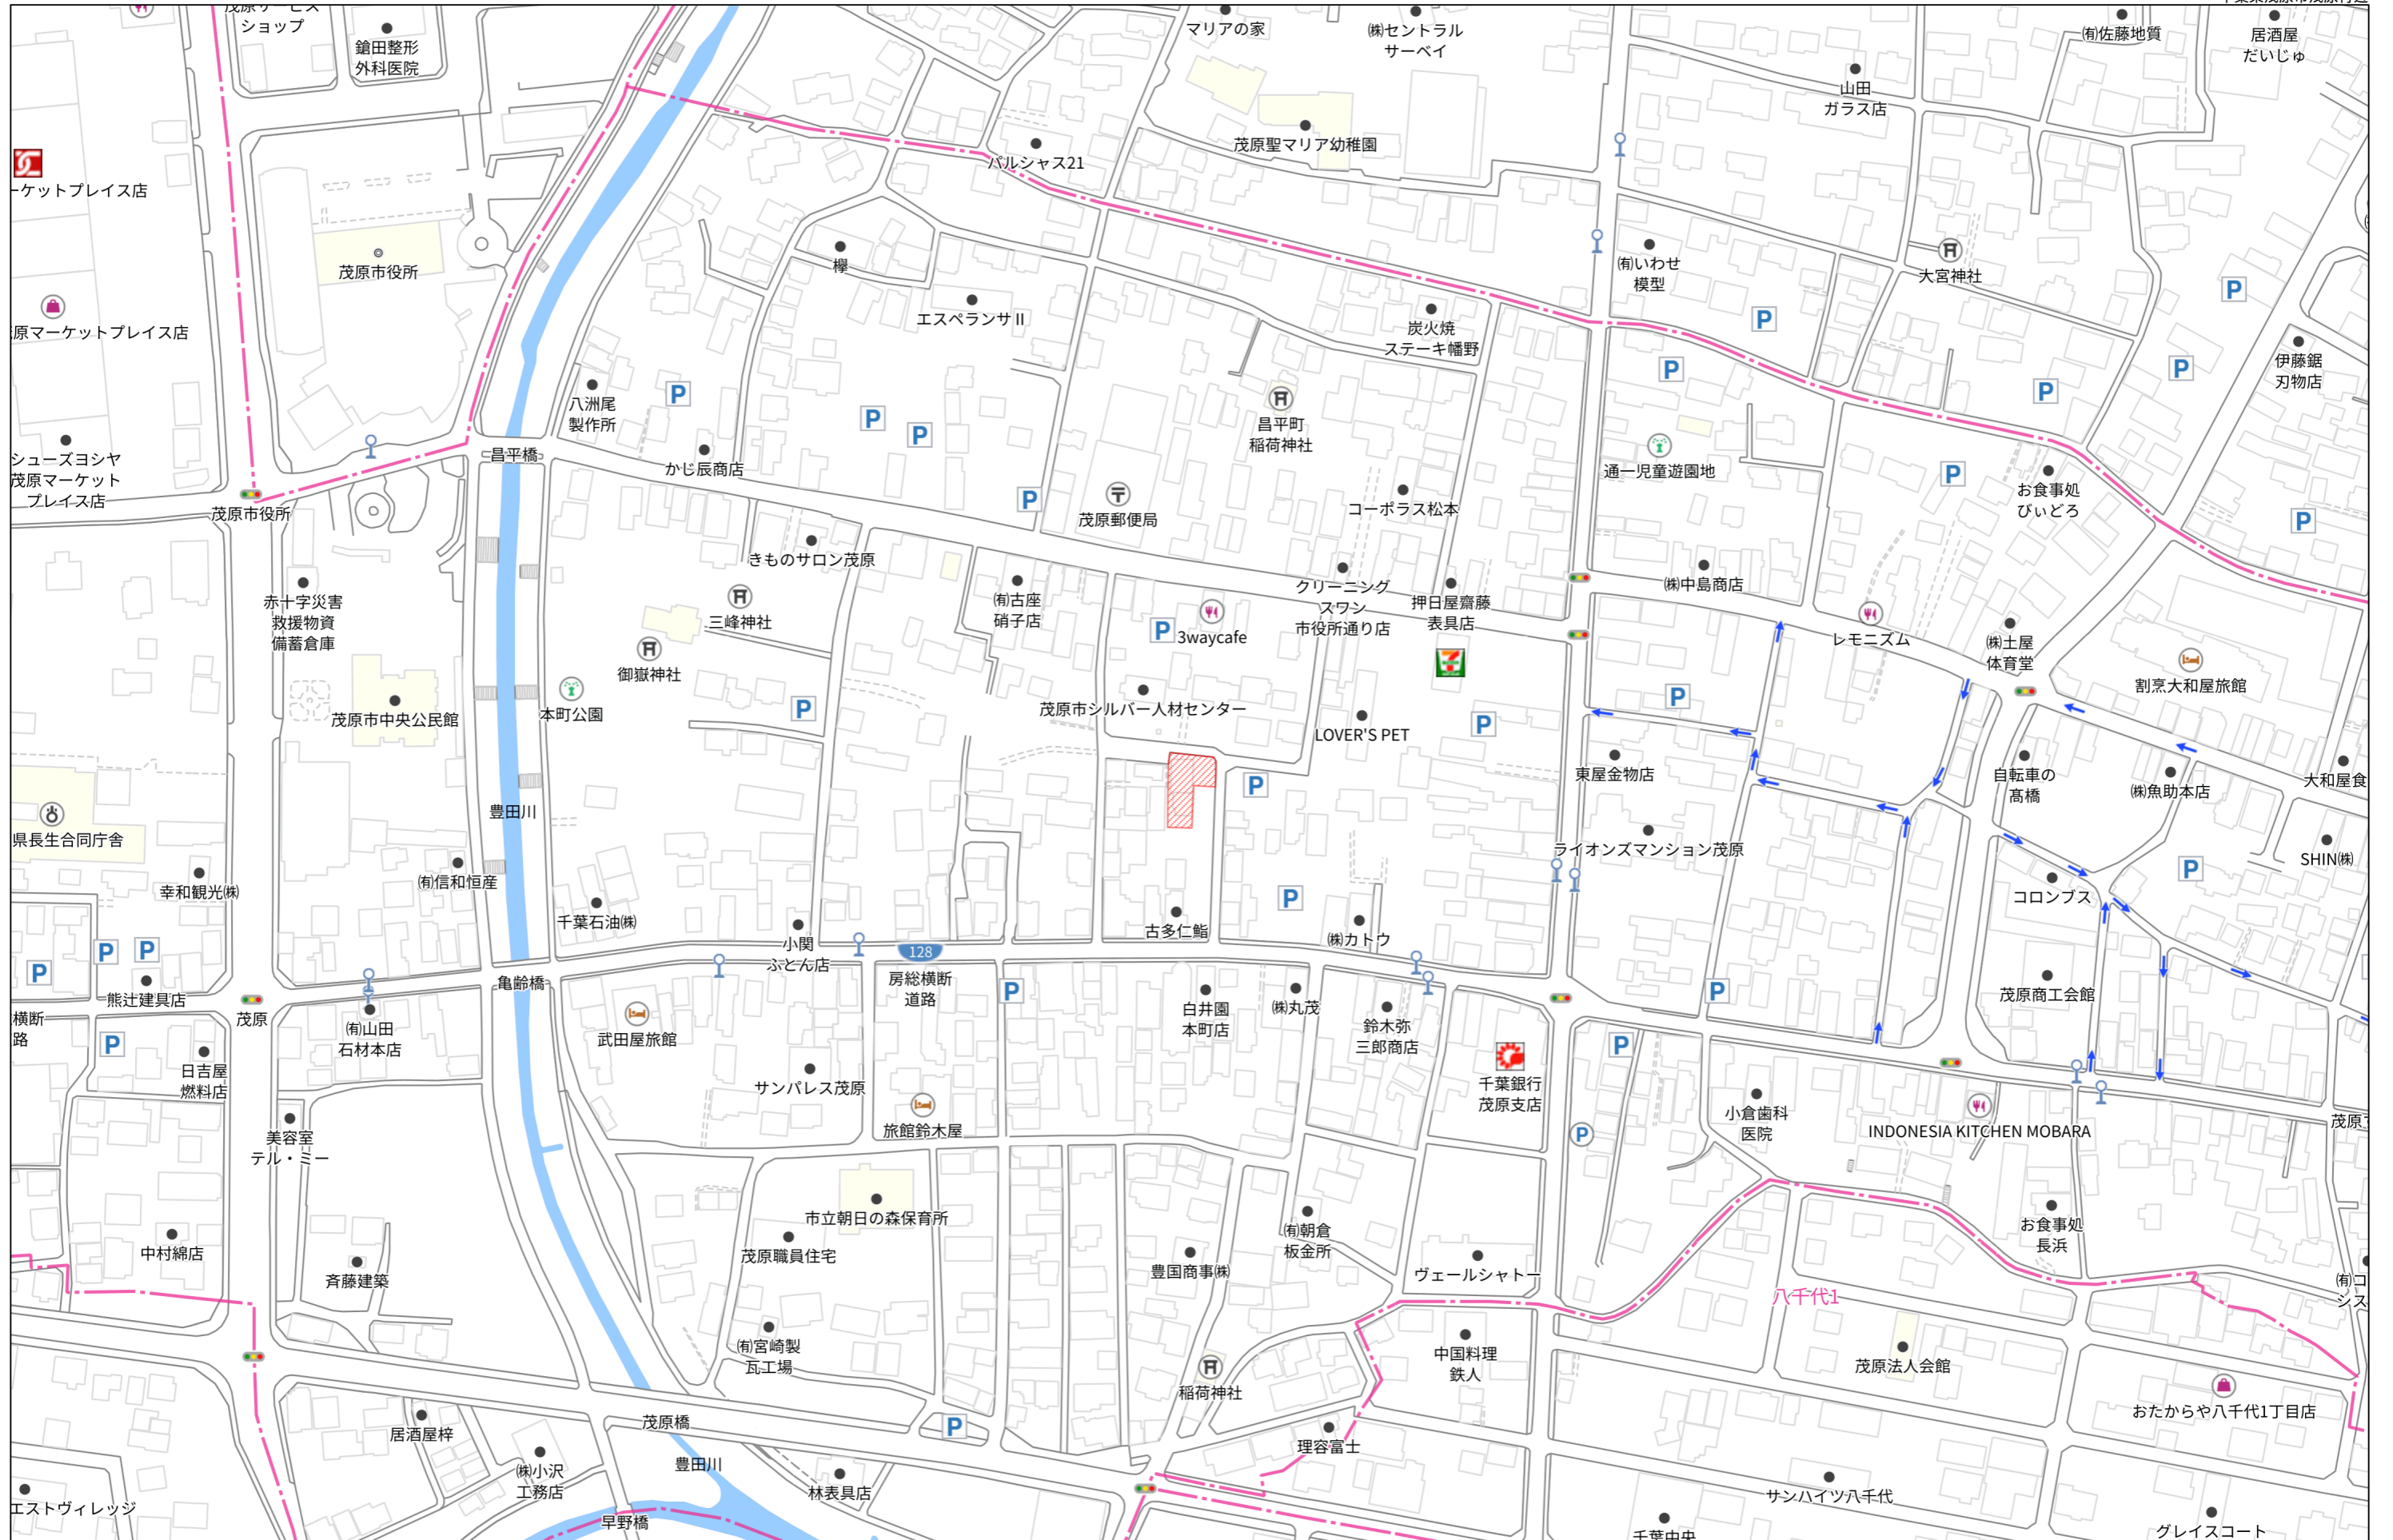 ショップ
鎗田整形
外科医院
マリアの家
㈱セントラル
サーベイ
㈲佐藤地質
居酒屋
だいじゅ
山田
ガラス店
茂原聖マリア幼稚園
パルシャス21
ーケットプレイス店
茂原市役所
欅
エスペランサⅡ
㈲いわせ
模型
大宮神社
原マーケットプレイス店
炭火焼
ステーキ幡野
伊藤鋸
刃物店
八洲尾
製作所
昌平町
稲荷神社
シューズヨシヤ
茂原マーケット
プレイス店
昌平橋
かじ辰商店
通一児童遊園地
お食事処
びぃどろ
茂原市役所
茂原郵便局
コーポラス松本
きものサロン茂原
㈱中島商店
赤十字災害
救援物資
備蓄倉庫
三峰神社
㈲古座
硝子店
3waycafe
クリーニング
スワン
市役所通り店
押日屋齋藤
表具店
レモニズム
㈱土屋
体育堂
御嶽神社
割烹大和屋旅館
茂原市中央公民館
本町公園
茂原市シルバー人材センター
LOVER'S PET
東屋金物店
自転車の
髙橋
㈱魚助本店
大和屋食
豊田川
県長生合同庁舎
ライオンズマンション茂原
SHIN㈱
幸和観光㈱
㈲信和恒産
千葉石油㈱
コロンブス
小関
ふとん店
古多仁鮨
㈱カトウ
128
房総横断
道路
亀齢橋
熊辻建具店
横断
路
茂原
㈲山田
石材本店
武田屋旅館
白井園
本町店
㈱丸茂
鈴木弥
三郎商店
茂原商工会館
日吉屋
燃料店
サンパレス茂原
千葉銀行
茂原支店
小倉歯科
医院
INDONESIA KITCHEN MOBARA
茂原
美容室
テル・ミー
旅館鈴木屋
市立朝日の森保育所
中村綿店
斉藤建築
茂原職員住宅
豊国商事㈱
㈲朝倉
板金所
ヴェールシャトー
お食事処
長浜
八千代1
㈲コ
シス
㈲宮崎製
瓦工場
稲荷神社
中国料理
鉄人
茂原法人会館
おたからや八千代1丁目店
居酒屋梓
茂原橋
理容富士
㈱小沢
工務店
豊田川
林表具店
サンハイツ八千代
エストヴィレッジ
早野橋
千葉中央
グレイスコート